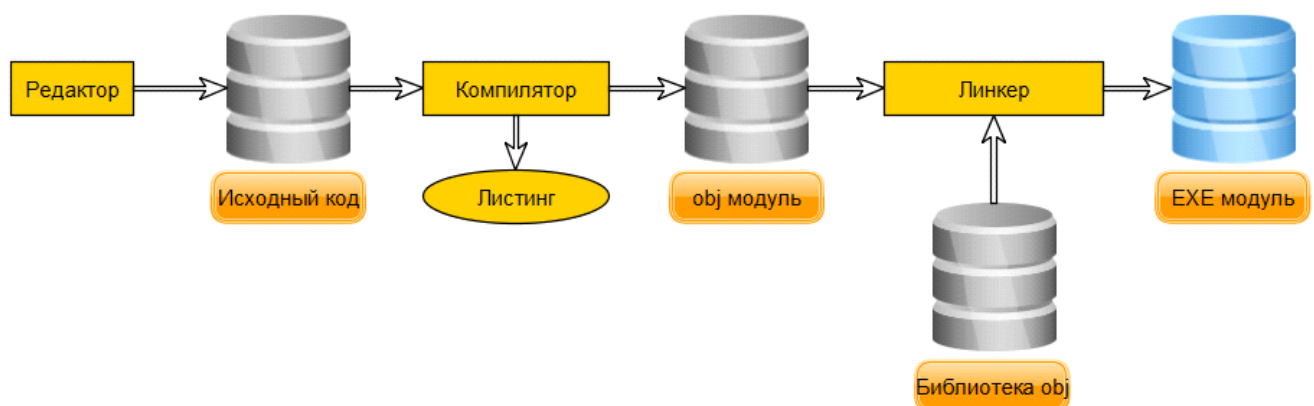 Редактор
Исходный код
Компилятор
Листинг
obj модуль
Линкер
Библиотека obj
EXE модуль